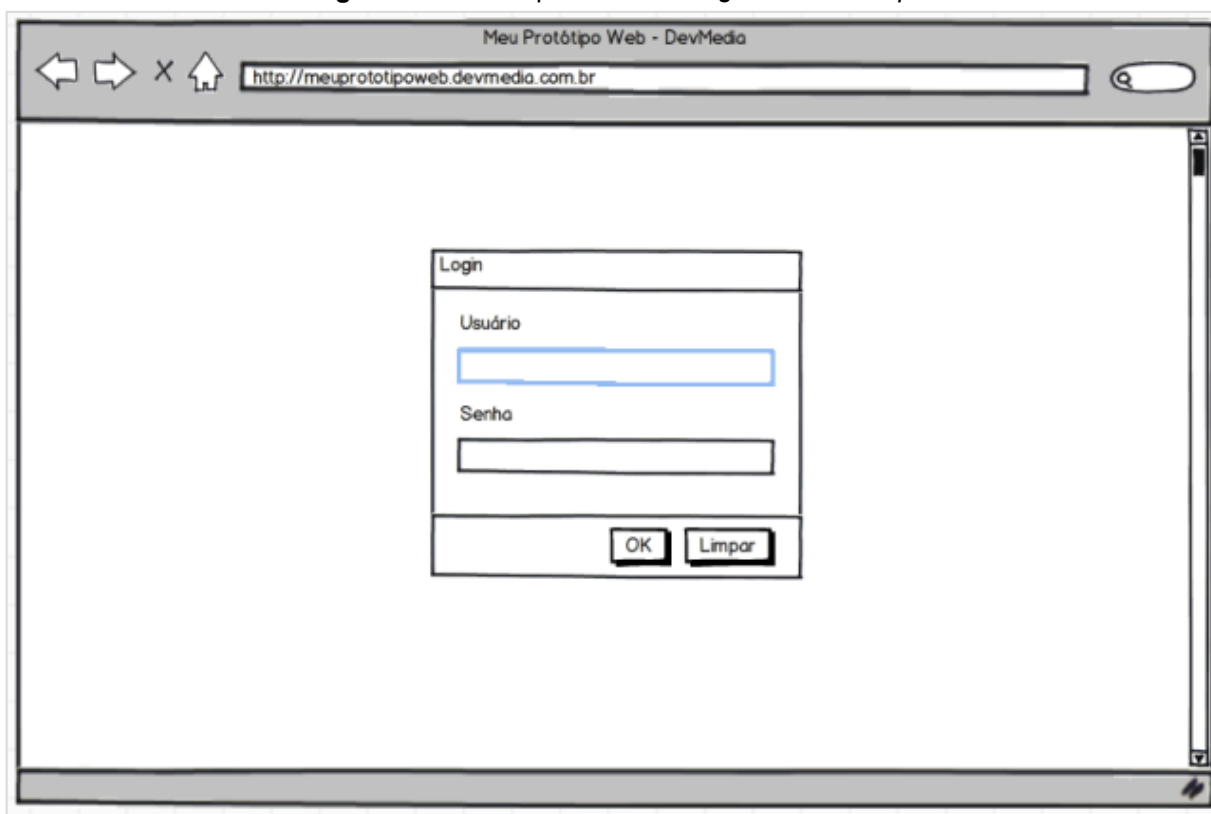 Meu Protótipo Web - DevMedia
http://meuprototipoweb.devmedia.com.br
Login
Usuário
Senha
OK Limpar